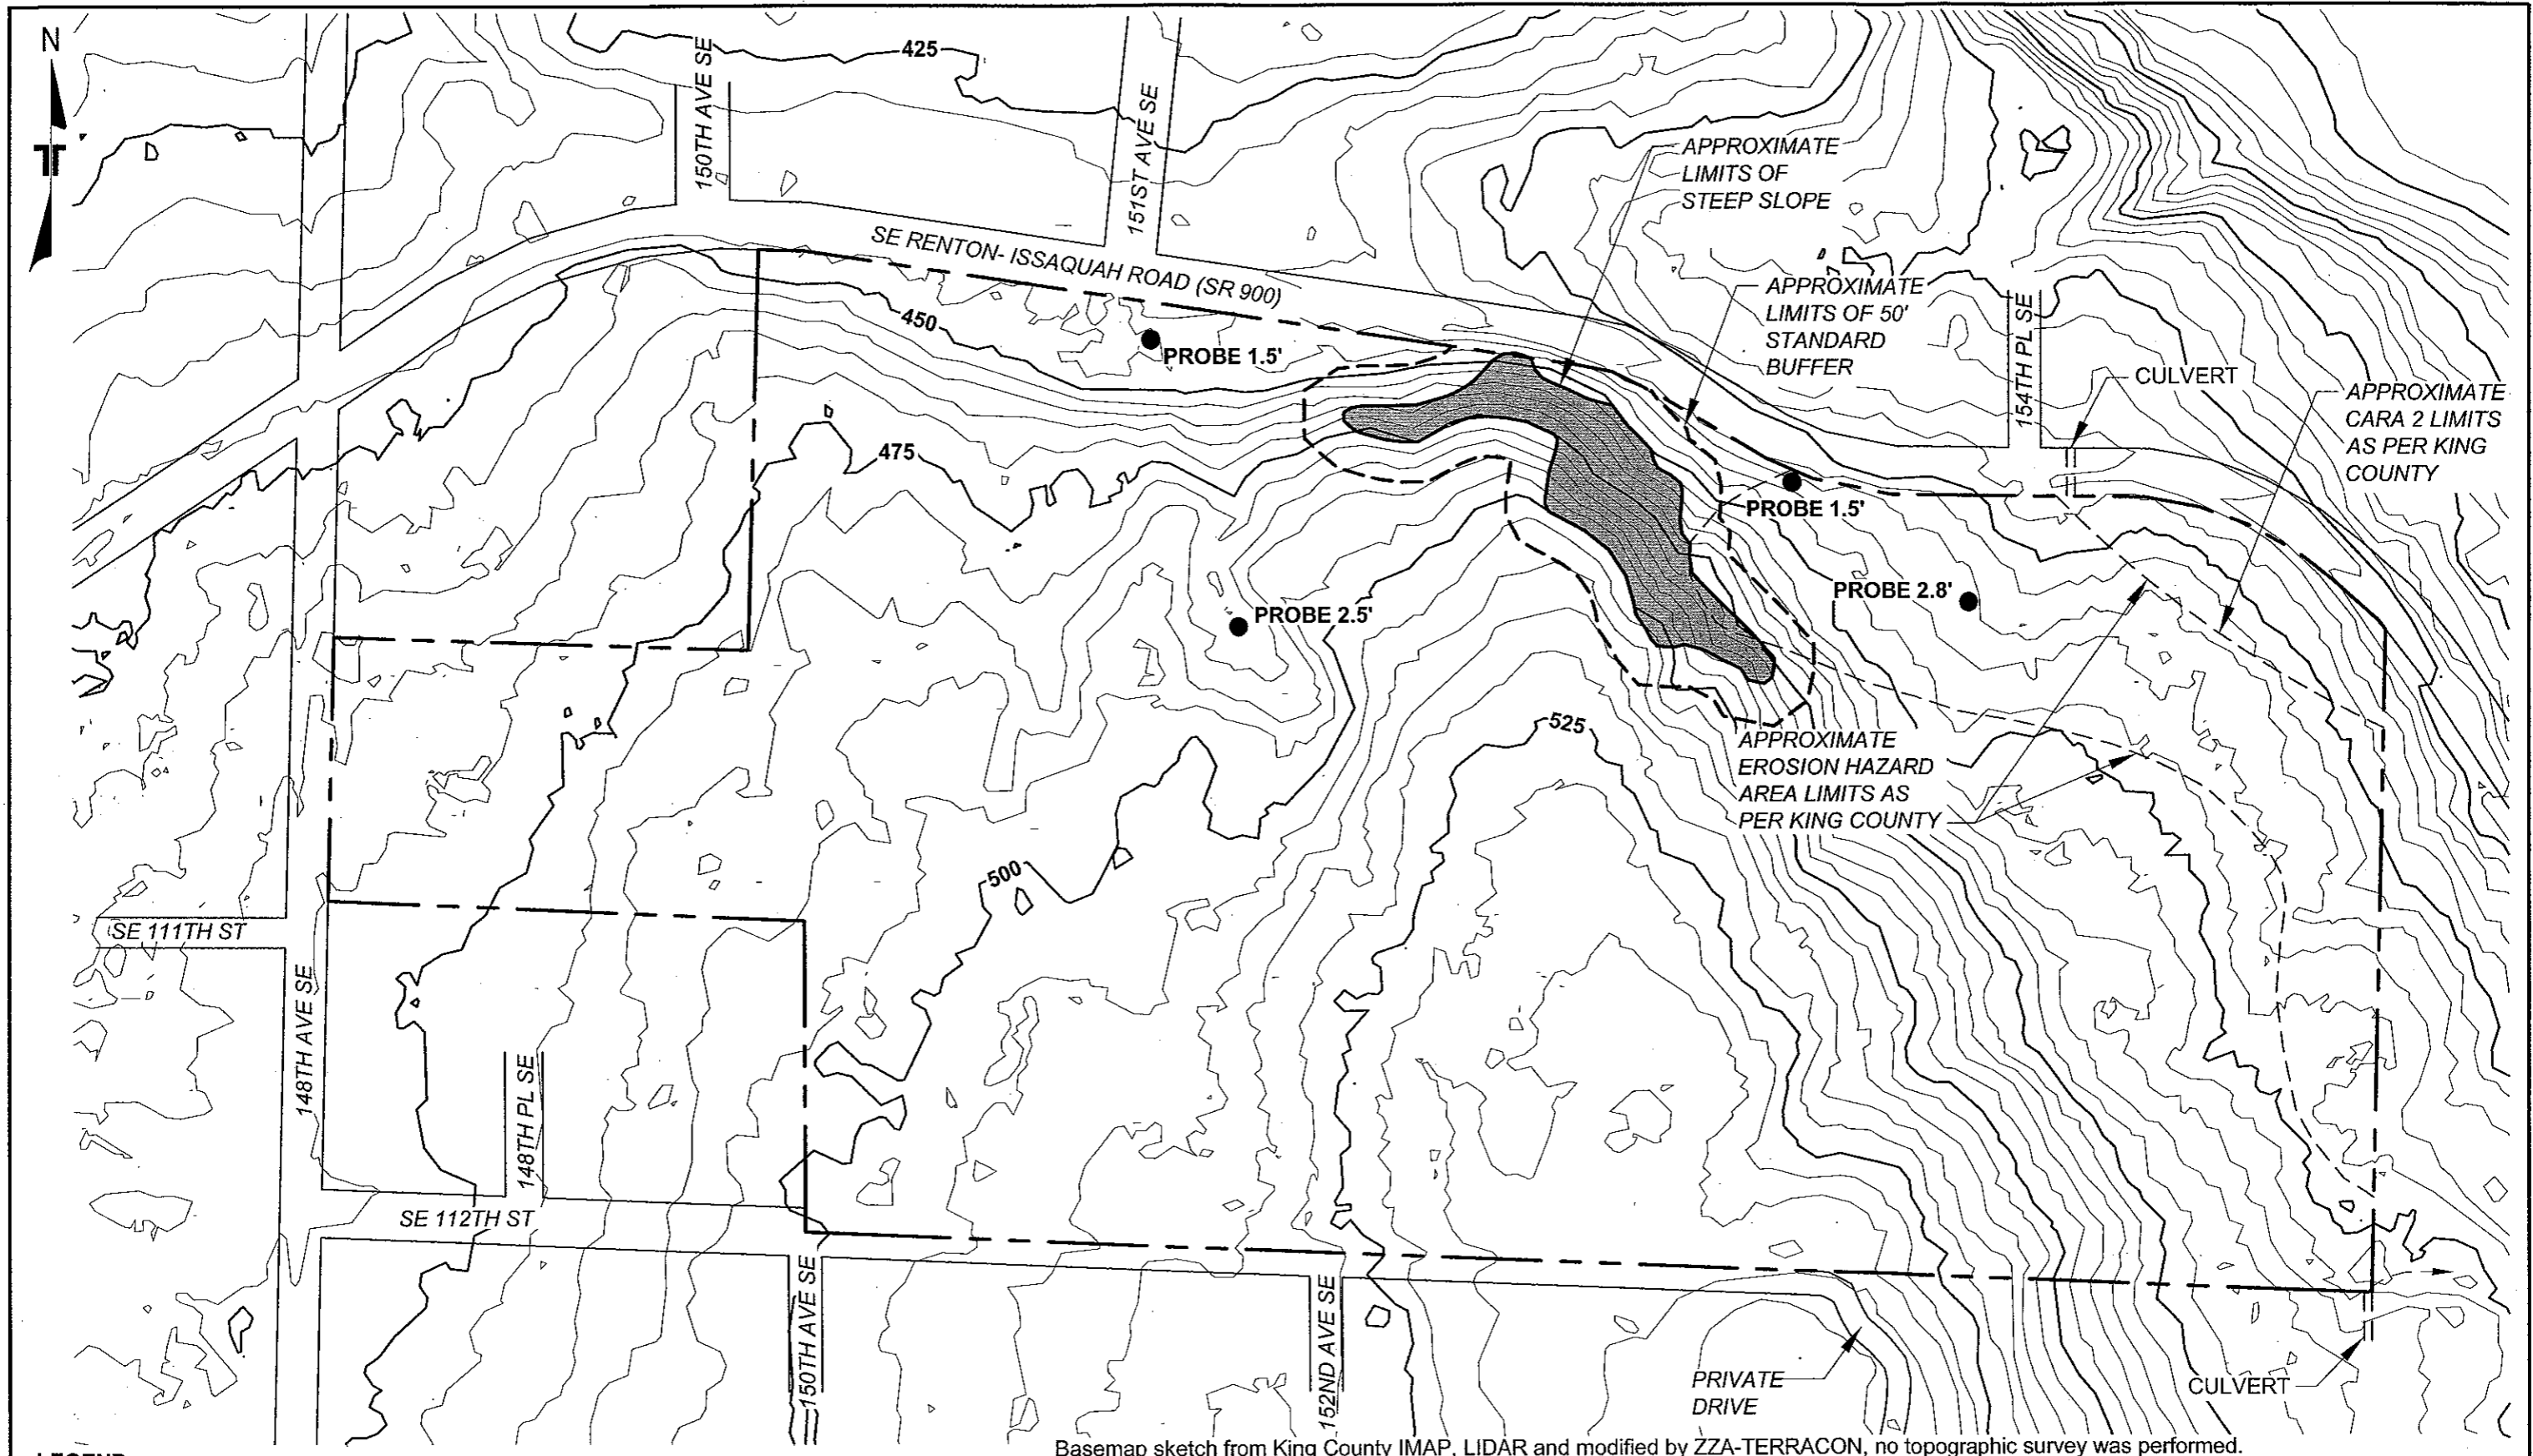 N
425
150TH AVE SE
151ST AVE SE
APPROXIMATE
LIMITS OF
STEEP SLOPE
SE RENTON- ISSAQUAH ROAD (SR 900)
APPROXIMATE
LIMITS OF 50'
STANDARD
BUFFER
154TH PL SE
CULVERT
APPROXIMATE
CARA 2 LIMITS
AS PER KING
COUNTY
450
PROBE 1.5'
475
PROBE 1.5'
PROBE 2.5'
PROBE 2.8'
525
APPROXIMATE
EROSION HAZARD
AREA LIMITS AS
PER KING COUNTY
500
SE 111TH ST
148TH AVE SE
148TH PL SE
SE 112TH ST
150TH AVE SE
152ND AVE SE
PRIVATE
DRIVE
CULVERT
Basemap sketch from King County IMAP, LIDAR and modified by ZZA-TERRACON, no topographic survey was performed.